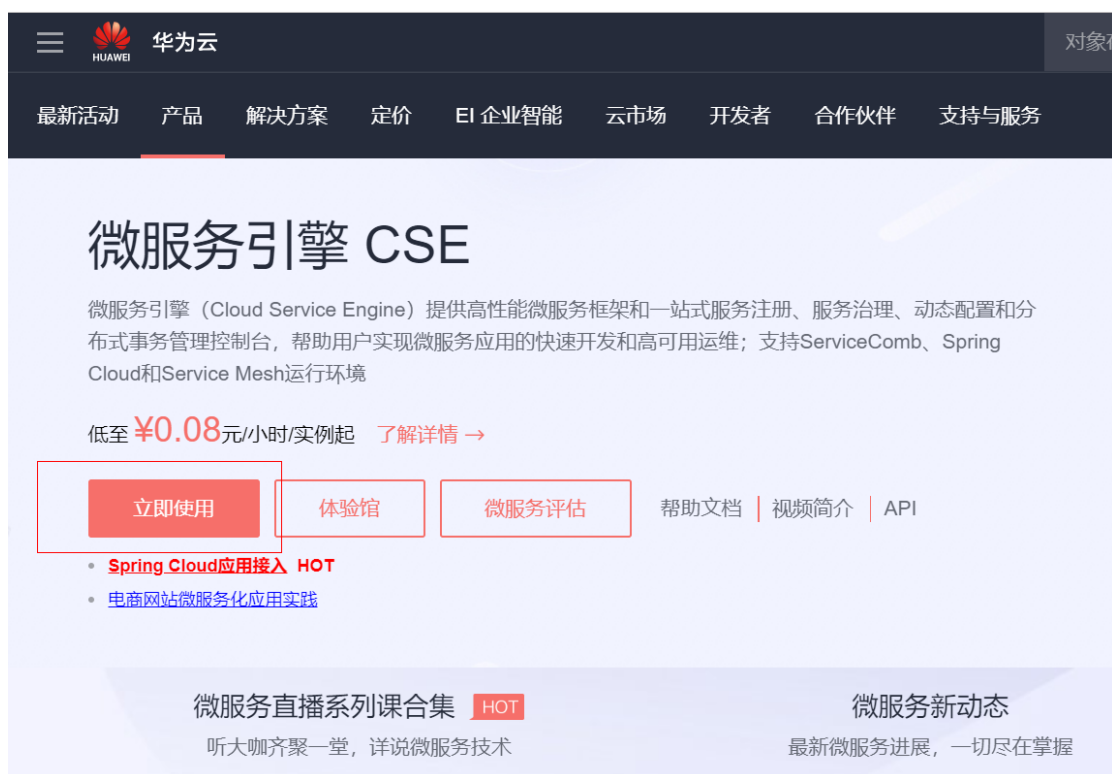 HUAWEI 华为云
对象
最新活动 产品 解决方案 定价 EI 企业智能 云市场 开发者 合作伙伴 支持与服务
微服务引擎 CSE
微服务引擎（Cloud Service Engine）提供高性能微服务框架和一站式服务注册、服务治理、动态配置和分
布式事务管理控制台，帮助用户实现微服务应用的快速开发和高可用运维；支持ServiceComb、Spring
Cloud和Service Mesh运行环境
低至 ¥0.08元/小时/实例起 了解详情 →
立即使用 体验馆 微服务评估 帮助文档 视频简介 API
• Spring Cloud应用接入 HOT
• 电商网站微服务化应用实践
微服务直播系列课合集 HOT
听大咖齐聚一堂，详说微服务技术
微服务新动态
最新微服务进展，一切尽在掌握